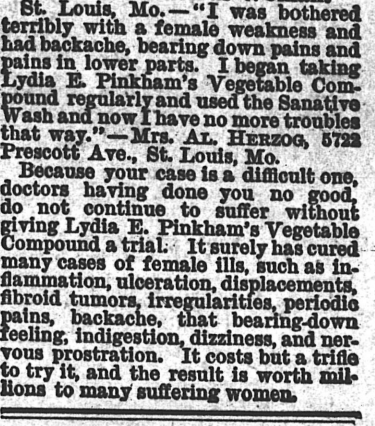 St. Louis, Mo.—"I was bothered
terribly with a female weakness and
had backache, bearing down pains and
pains in lower parts. I began taking
Lydia E. Pinkham's Vegetable Com-
pound regularly and used the Sanative
Wash and now I have no more troubles
that way."—Mrs. AL. HERZOG, 5722
Prescott Ave., St. Louis, Mo.
Because your case is a difficult one,
doctors having done you no good,
do not continue to suffer without
giving Lydia E. Pinkham's Vegetable
Compound a trial. It surely has cured
many cases of female ills, such as in-
flammation, ulceration, displacements,
fibroid tumors, irregularities, periodic
pains, backache, that bearing-down
feeling, indigestion, dizziness, and ner-
vous prostration. It costs but a trifle
to try it, and the result is worth mil-
lions to many suffering women.